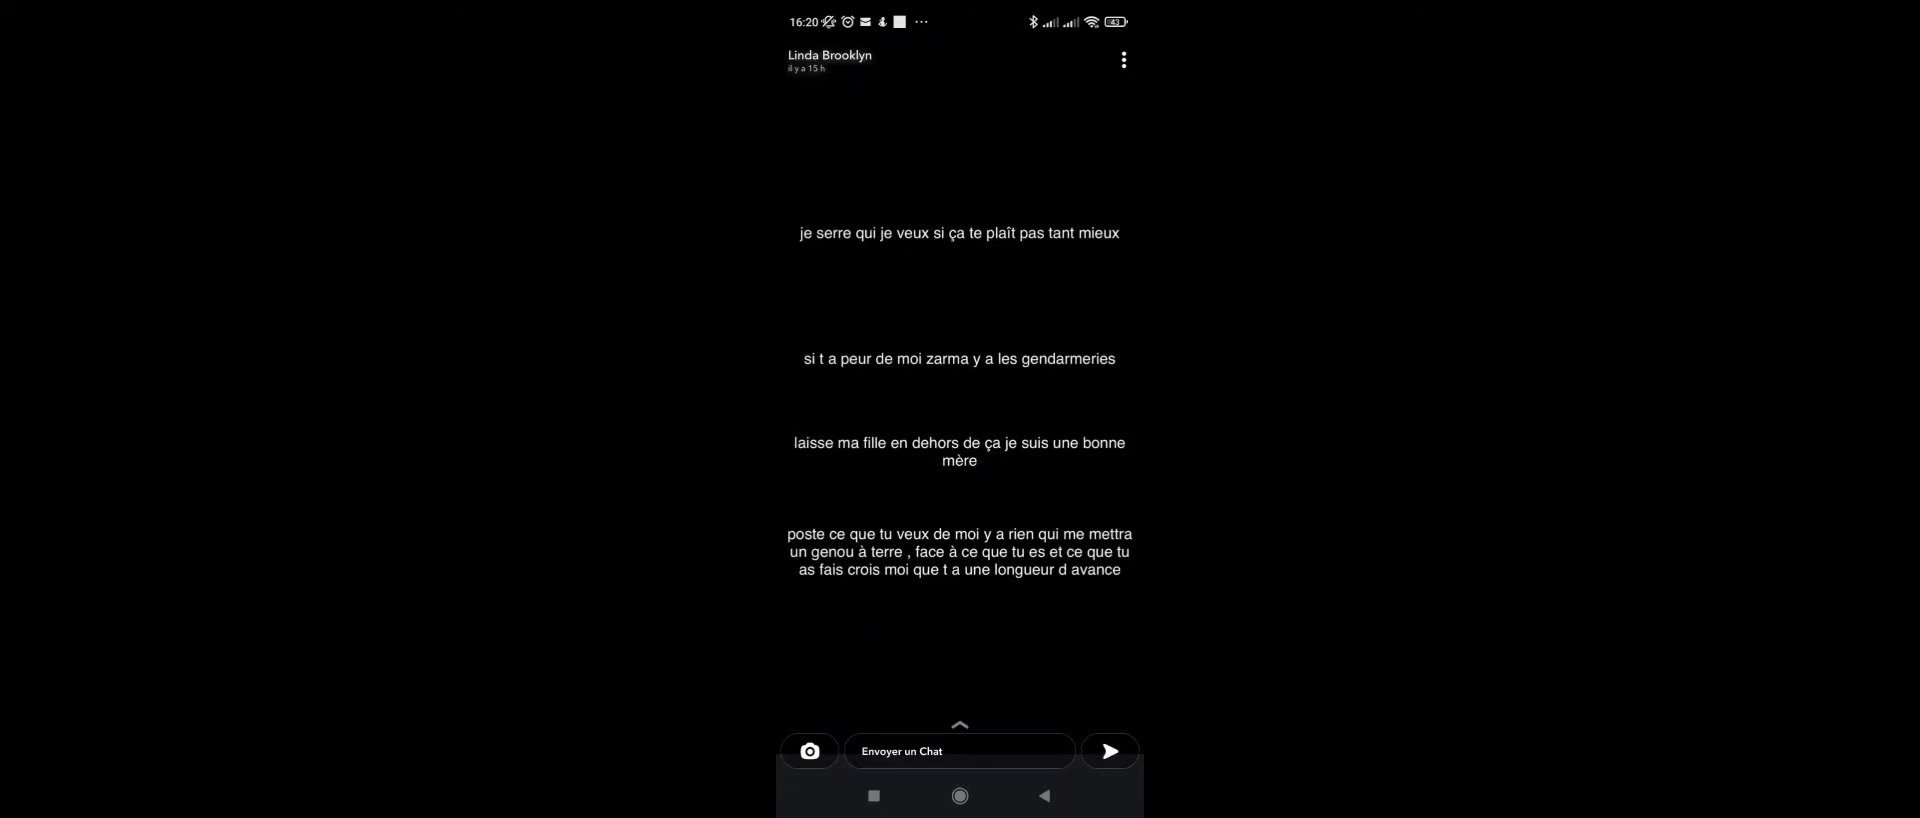 16:20
43
Linda Brooklyn
il y a 15 h
je serre qui je veux si ça te plaît pas tant mieux
si t a peur de moi zarma y a les gendarmeries
laisse ma fille en dehors de ça je suis une bonne
mère
poste ce que tu veux de moi y a rien qui me mettra
un genou à terre , face à ce que tu es et ce que tu
as fais crois moi que t a une longueur d avance
Envoyer un Chat